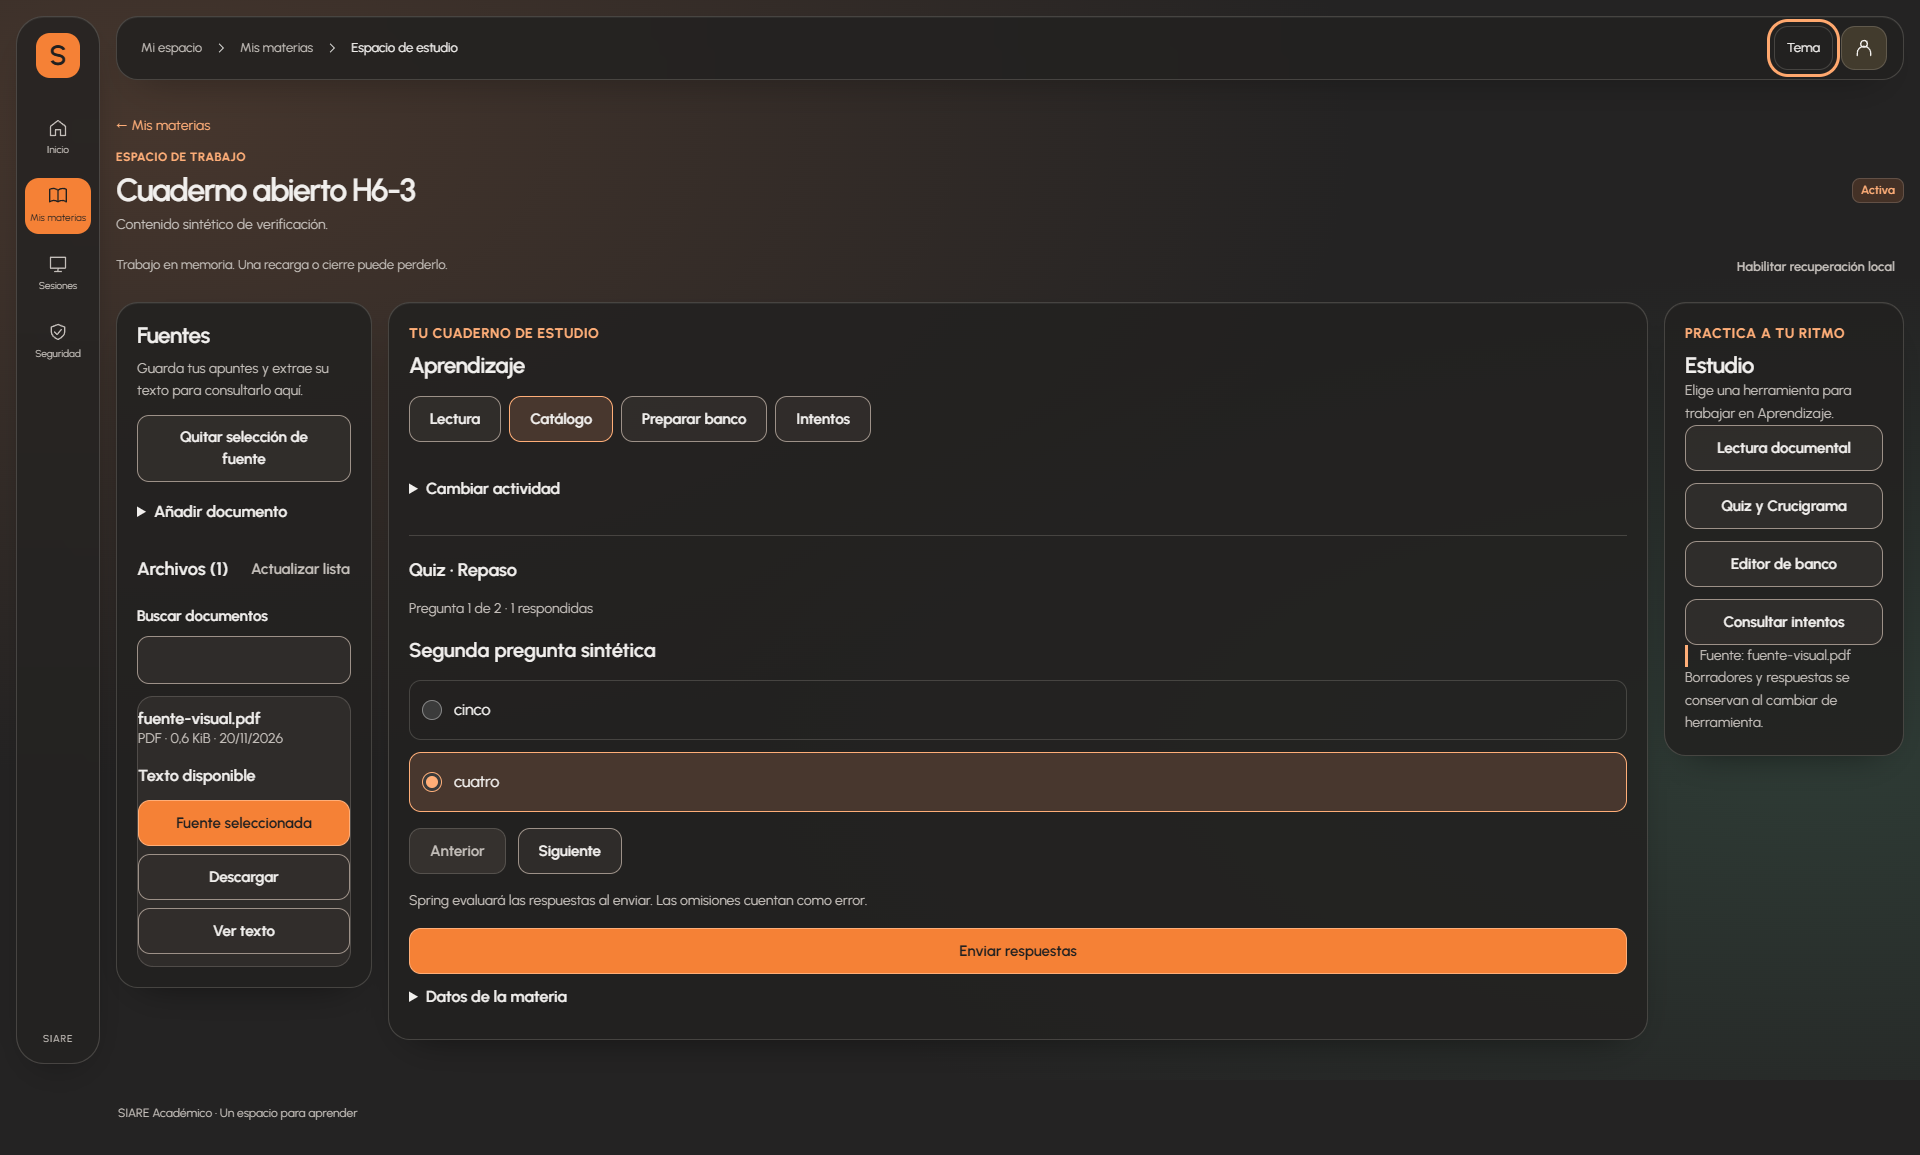 S
Inicio
Mis materias
Sesiones
Seguridad
SIARE
Mi espacio > Mis materias > Espacio de estudio
Tema
← Mis materias
ESPACIO DE TRABAJO
Cuaderno abierto H6-3
Activa
Contenido sintético de verificación.
Trabajo en memoria. Una recarga o cierre puede perderlo.
Habilitar recuperación local
Fuentes
Guarda tus apuntes y extrae su
texto para consultarlo aquí.
Quitar selección de
fuente
Añadir documento
Archivos (1)
Actualizar lista
Buscar documentos
fuente-visual.pdf
PDF · 0,6 KiB · 20/11/2026
Texto disponible
Fuente seleccionada
Descargar
Ver texto
TU CUADERNO DE ESTUDIO
Aprendizaje
Lectura
Catálogo
Preparar banco
Intentos
Cambiar actividad
Quiz · Repaso
Pregunta 1 de 2 · 1 respondidas
Segunda pregunta sintética
cinco
cuatro
Anterior
Siguiente
Spring evaluará las respuestas al enviar. Las omisiones cuentan como error.
Enviar respuestas
Datos de la materia
PRACTICA A TU RITMO
Estudio
Elige una herramienta para
trabajar en Aprendizaje.
Lectura documental
Quiz y Crucigrama
Editor de banco
Consultar intentos
Fuente: fuente-visual.pdf
Borradores y respuestas se
conservan al cambiar de
herramienta.
SIARE Académico · Un espacio para aprender